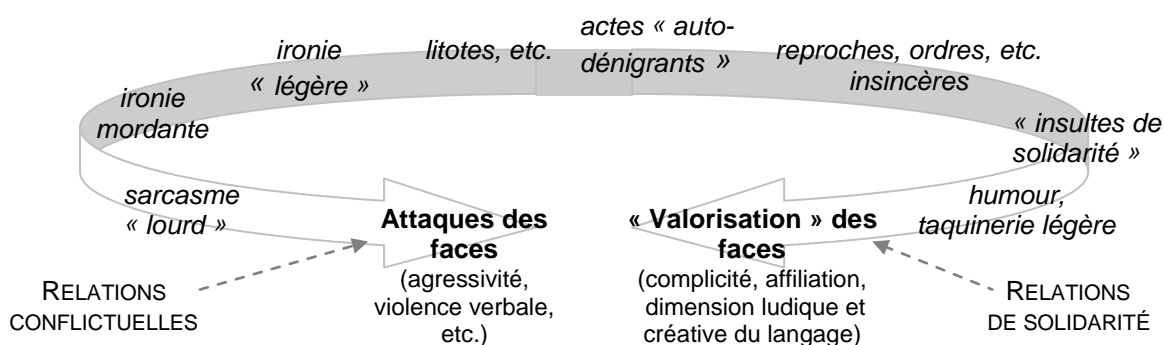 ironie
« légère »
litotes, etc.
actes « auto-
dénigrants »
reproches, ordres, etc.
insincères
ironie
mordante
« insultes de
solidarité »
sarcasme
« lourd »
Attaques des
faces
(agressivité,
violence verbale,
etc.)
« Valorisation » des
faces
(complicité, affiliation,
dimension ludique et
créative du langage)
humour,
taquinerie légère
RELATIONS
CONFLICTUELLES
RELATIONS
DE SOLIDARITÉ